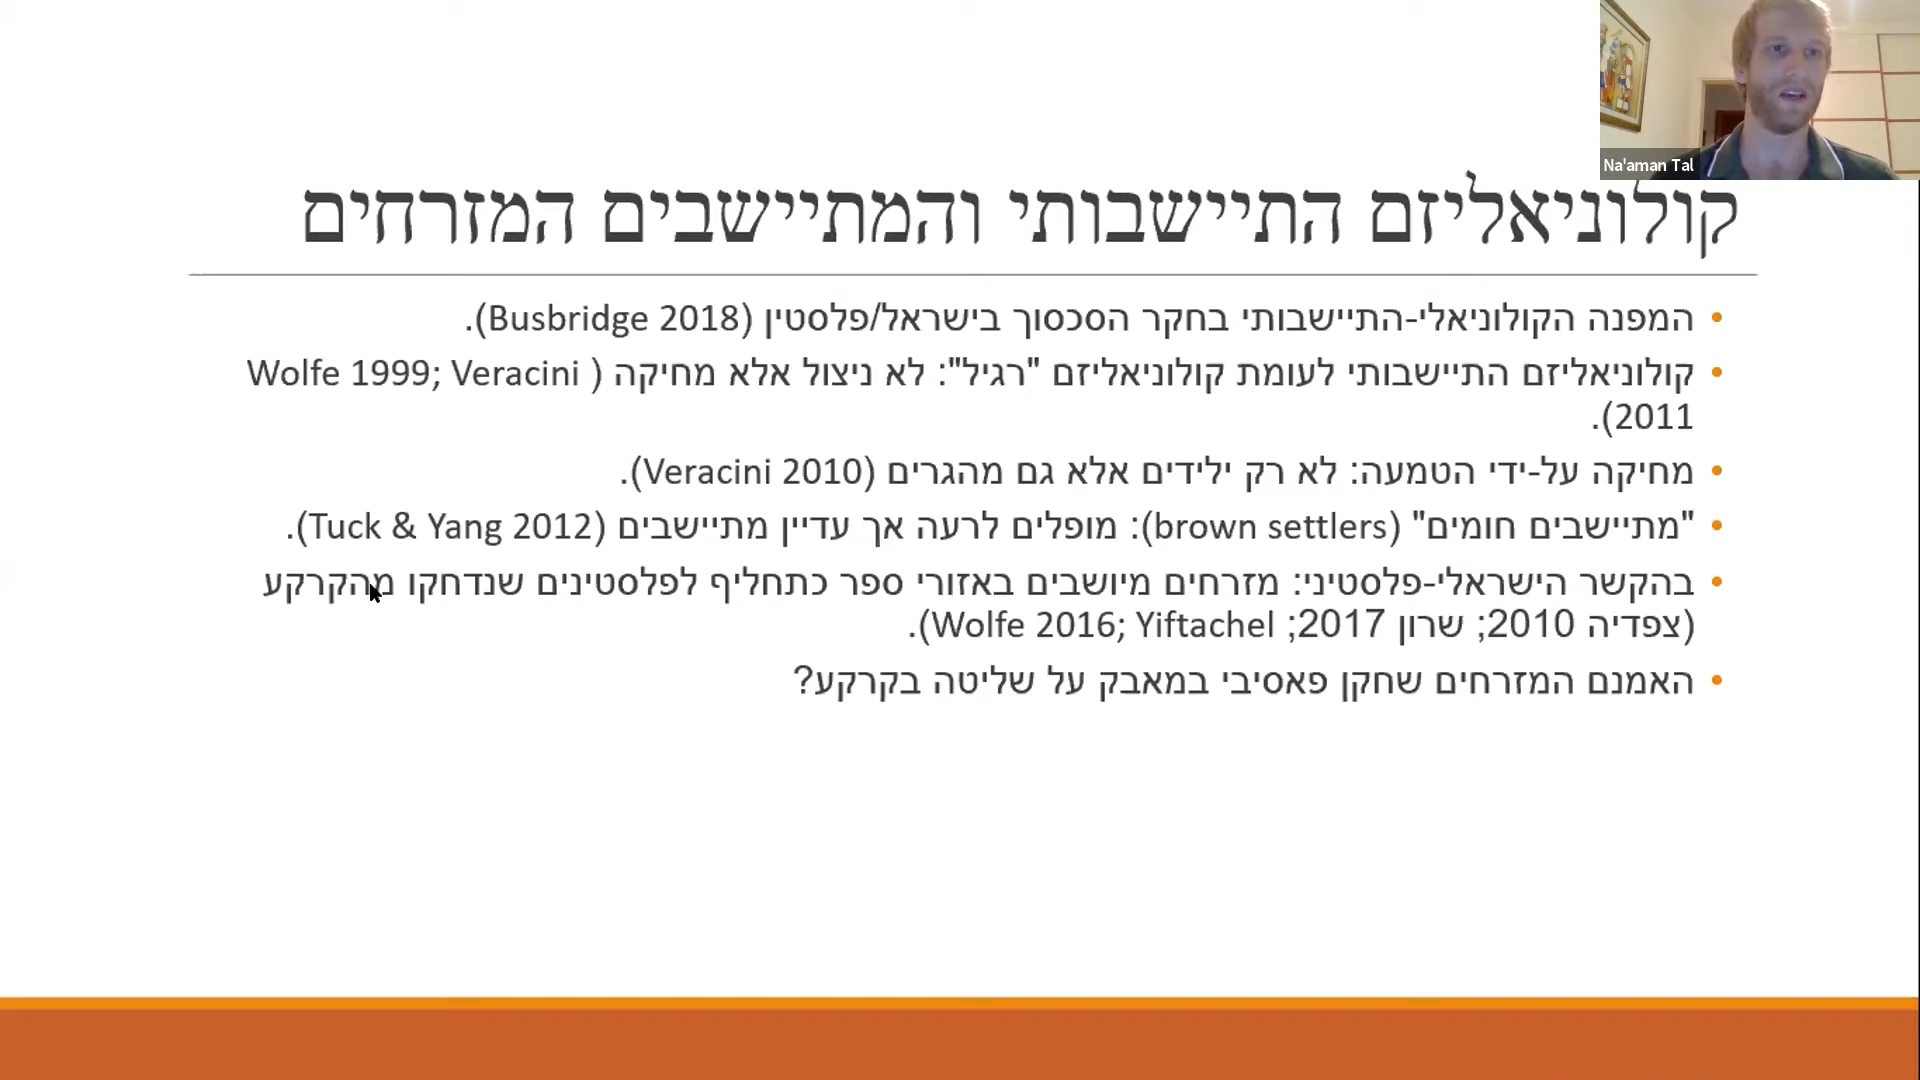 Na'aman Tal
קולוניאליזם התיישבותי והמתיישבים המזרחים
• המפנה הקולוניאלי-התיישבותי בחקר הסכסוך בישראל/פלסטין (Busbridge 2018).
• קולוניאליזם התיישבותי לעומת קולוניאליזם "רגיל": לא ניצול אלא מחיקה ( Wolfe 1999; Veracini
2011).
• מחיקה על-ידי הטמעה: לא רק ילידים אלא גם מהגרים (Veracini 2010).
• "מתיישבים חומים" (brown settlers): מופלים לרעה אך עדיין מתיישבים (Tuck & Yang 2012).
• בהקשר הישראלי-פלסטיני: מזרחים מיושבים באזורי ספר כתחליף לפלסטינים שנדחקו מהקרקע
(צפדיה 2010; שרון 2017; Wolfe 2016; Yiftachel).
• האמנם המזרחים שחקן פאסיבי במאבק על שליטה בקרקע?